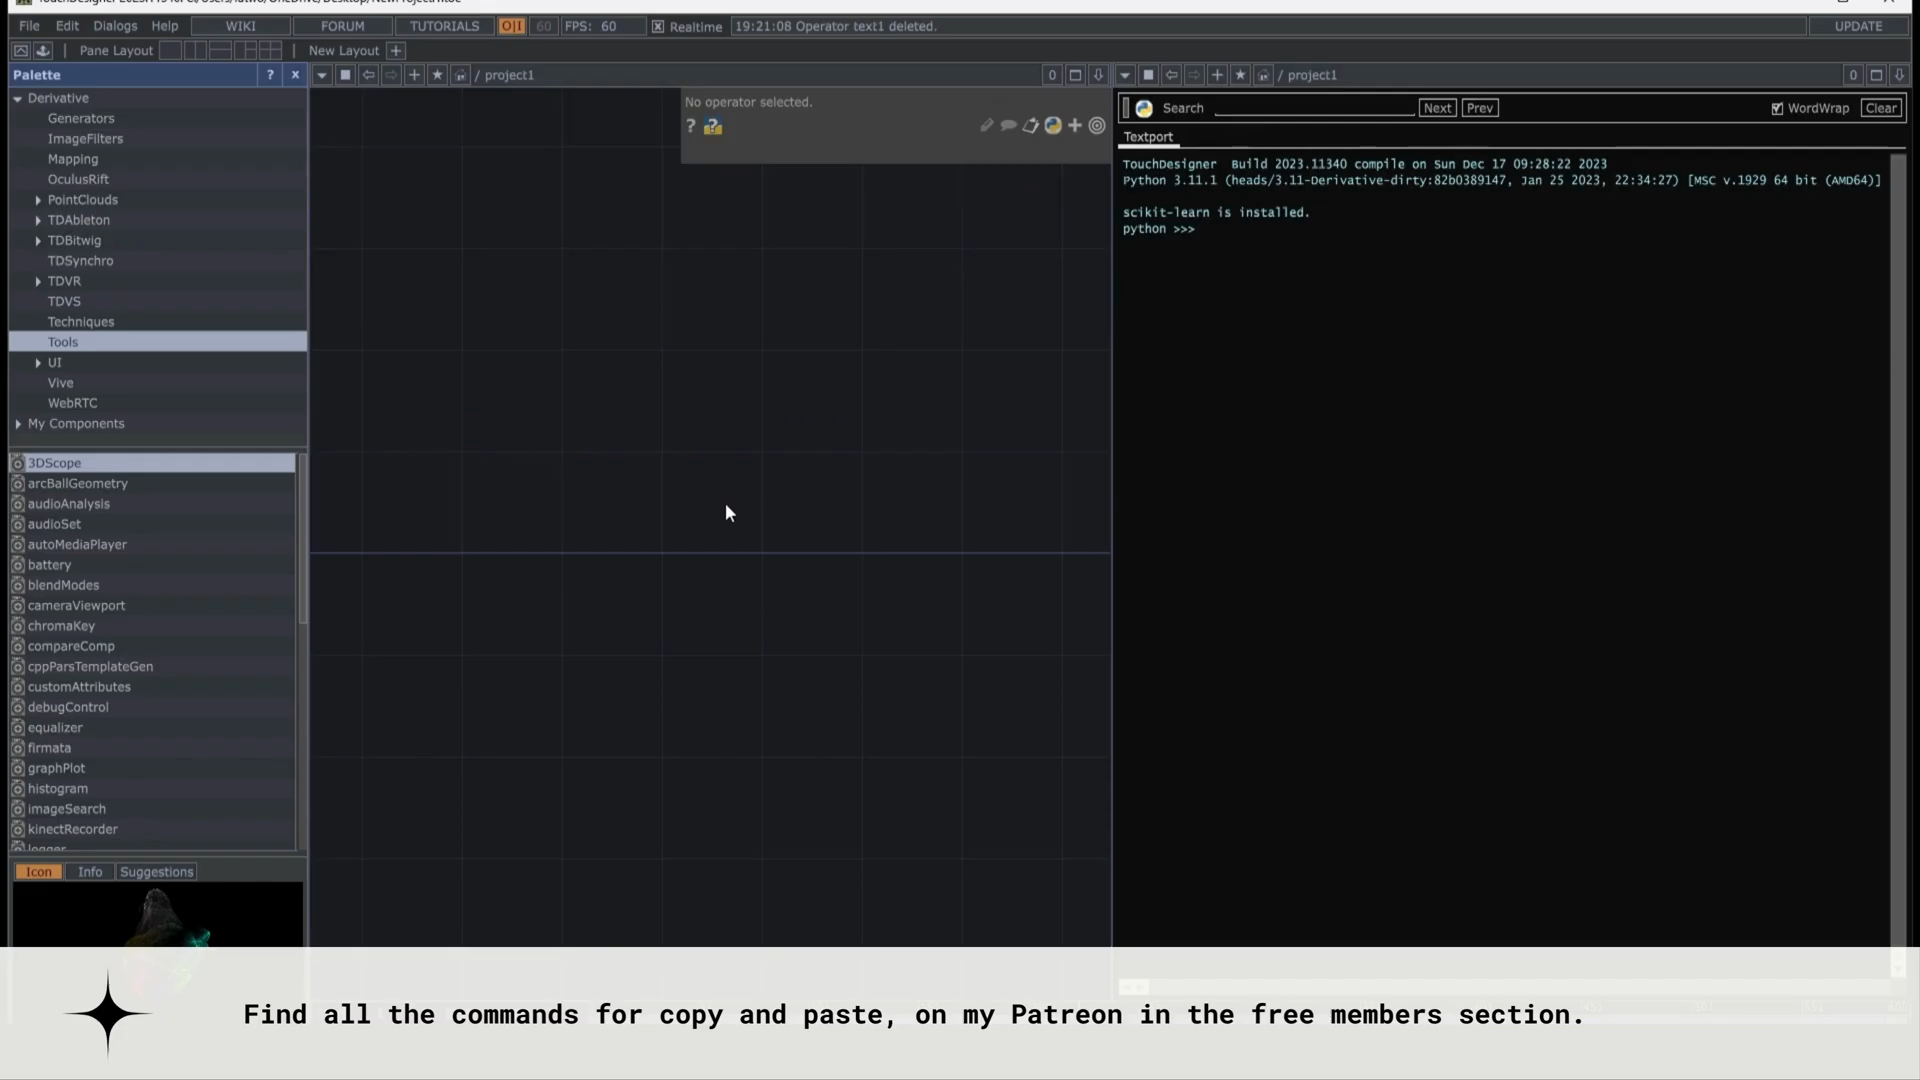 File Edit Dialogs Help WIKI FORUM TUTORIALS O|I 60 FPS: 60 Realtime 19:21:08 Operator text1 deleted. UPDATE
Pane Layout New Layout +
Palette ? x
/ project1 0
/ project1 0
Derivative
Generators
ImageFilters
Mapping
OculusRift
PointClouds
TDAbleton
TDBitwig
TDSynchro
TDVR
TDVS
Techniques
Tools
UI
Vive
WebRTC
My Components
3DScope
arcBallGeometry
audioAnalysis
audioSet
autoMediaPlayer
battery
blendModes
cameraViewport
chromaKey
compareComp
cppParsTemplateGen
customAttributes
debugControl
equalizer
firmata
graphPlot
histogram
imageSearch
kinectRecorder
logger
Icon Info Suggestions
No operator selected.
? ?
Search Next Prev WordWrap Clear
Textport
TouchDesigner Build 2023.11340 compile on Sun Dec 17 09:28:22 2023
Python 3.11.1 (heads/3.11-Derivative-dirty:82b0389147, Jan 25 2023, 22:34:27) [MSC v.1929 64 bit (AMD64)]
scikit-learn is installed.
python >>>
Find all the commands for copy and paste, on my Patreon in the free members section.